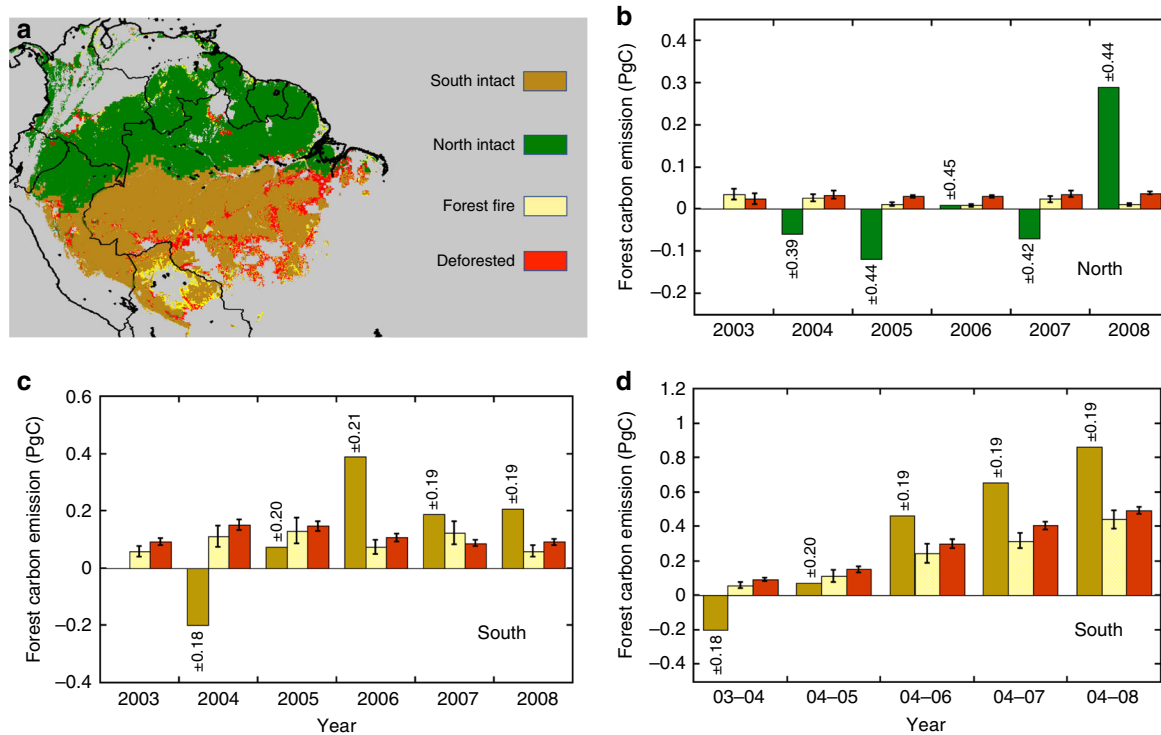 a
South intact
North intact
Forest fire
Deforested
b
Forest carbon emission (PgC)
0.4
0.3
0.2
0.1
0
−0.1
−0.2
±0.39
±0.44
±0.45
±0.42
±0.44
North
2003 2004 2005 2006 2007 2008
c
Forest carbon emission (PgC)
0.6
0.4
0.2
0
−0.2
−0.4
±0.18
±0.20
±0.21
±0.19
±0.19
South
2003 2004 2005 2006 2007 2008
Year
d
Forest carbon emission (PgC)
1.2
1
0.8
0.6
0.4
0.2
0
−0.2
−0.4
±0.18
±0.20
±0.19
±0.19
±0.19
South
03–04 04–05 04–06 04–07 04–08
Year